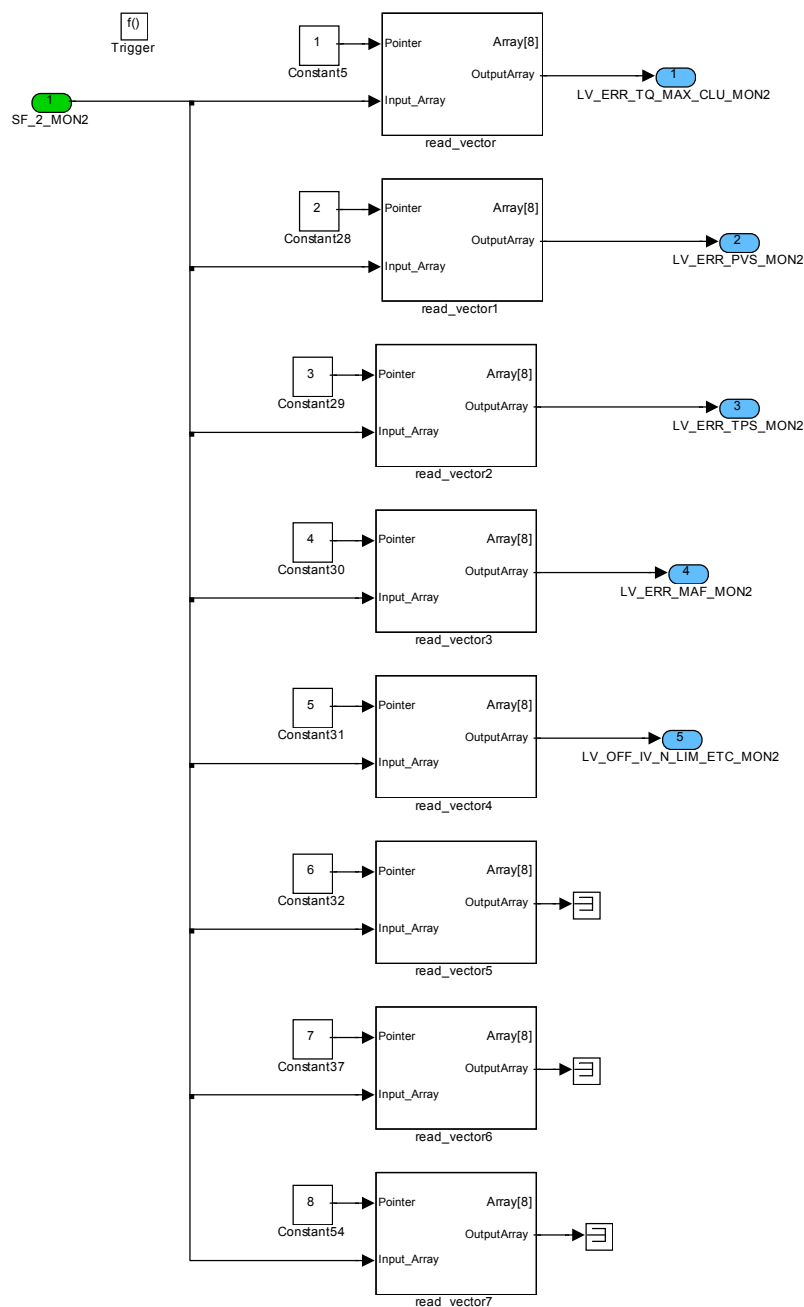 f()
Trigger
1
SF_2_MON2
1
Constant5
Pointer
Array[8]
OutputArray
Input_Array
read_vector
1
LV_ERR_TQ_MAX_CLU_MON2
2
Constant28
Pointer
Array[8]
OutputArray
Input_Array
read_vector1
2
LV_ERR_PVS_MON2
3
Constant29
Pointer
Array[8]
OutputArray
Input_Array
read_vector2
3
LV_ERR_TPS_MON2
4
Constant30
Pointer
Array[8]
OutputArray
Input_Array
read_vector3
4
LV_ERR_MAF_MON2
5
Constant31
Pointer
Array[8]
OutputArray
Input_Array
read_vector4
5
LV_OFF_IV_N_LIM_ETC_MON2
6
Constant32
Pointer
Array[8]
OutputArray
Input_Array
read_vector5
7
Constant37
Pointer
Array[8]
OutputArray
Input_Array
read_vector6
8
Constant54
Pointer
Array[8]
OutputArray
Input_Array
read_vector7